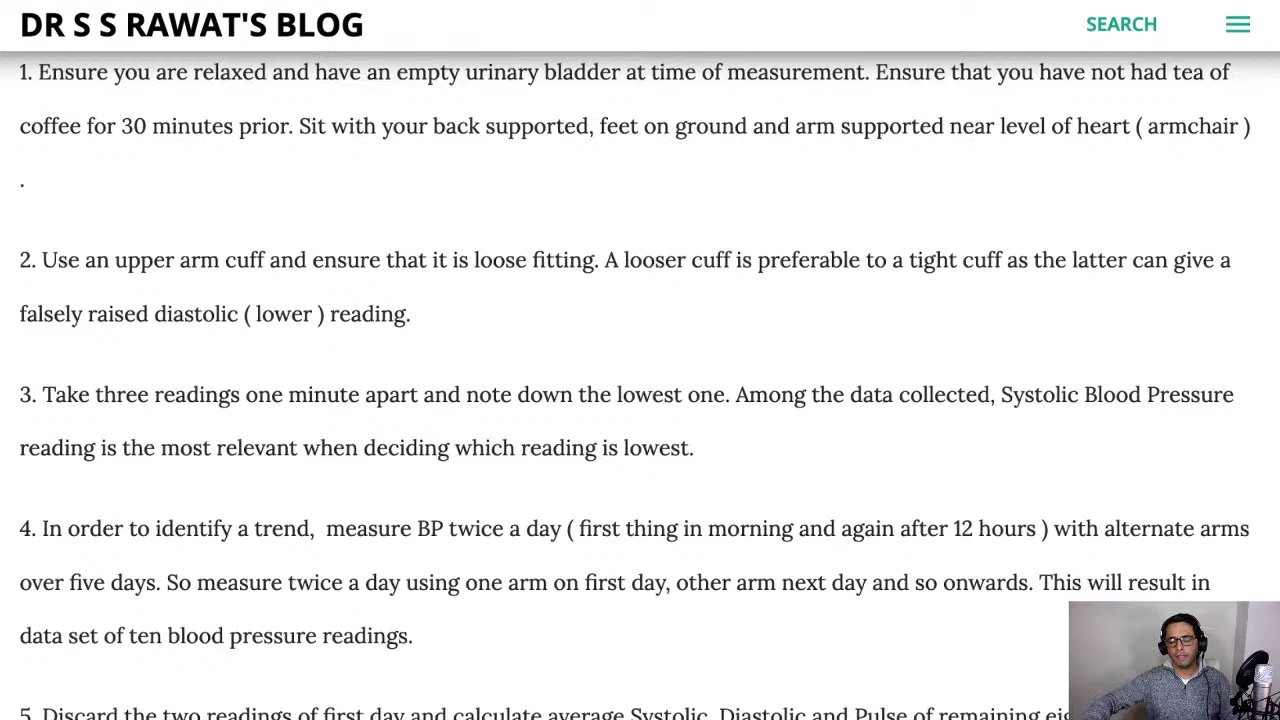 DR S S RAWAT'S BLOG
SEARCH
1. Ensure you are relaxed and have an empty urinary bladder at time of measurement. Ensure that you have not had tea of
coffee for 30 minutes prior. Sit with your back supported, feet on ground and arm supported near level of heart ( armchair )
.
2. Use an upper arm cuff and ensure that it is loose fitting. A looser cuff is preferable to a tight cuff as the latter can give a
falsely raised diastolic ( lower ) reading.
3. Take three readings one minute apart and note down the lowest one. Among the data collected, Systolic Blood Pressure
reading is the most relevant when deciding which reading is lowest.
4. In order to identify a trend,  measure BP twice a day ( first thing in morning and again after 12 hours ) with alternate arms
over five days. So measure twice a day using one arm on first day, other arm next day and so onwards. This will result in
data set of ten blood pressure readings.
5. Discard the two readings of first day and calculate average Systolic, Diastolic and Pulse of remaining